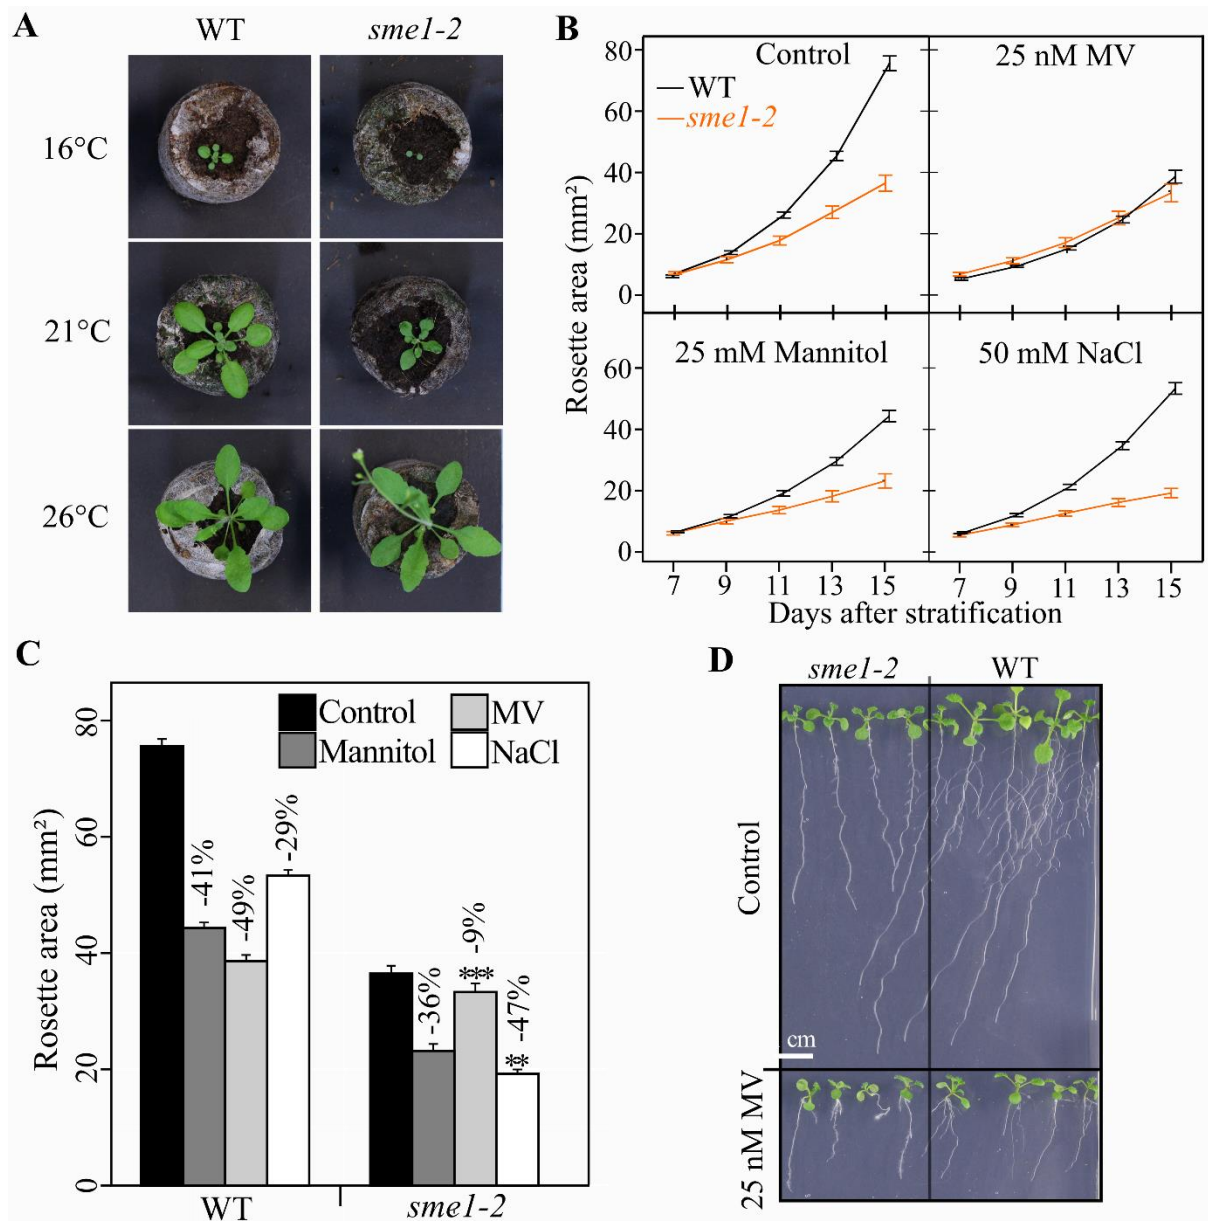 A
WT
sme1-2
16°C
21°C
26°C
B
Control
25 nM MV
WT
sme1-2
25 mM Mannitol
50 mM NaCl
Rosette area (mm²)
80
60
40
20
0
60
40
20
0
7 9 11 13 15
7 9 11 13 15
Days after stratification
C
Control
MV
Mannitol
NaCl
Rosette area (mm²)
80
60
40
20
0
-41%
-49%
-29%
-36%
*** -9%
** -47%
WT
sme1-2
D
sme1-2
WT
Control
cm
25 nM MV